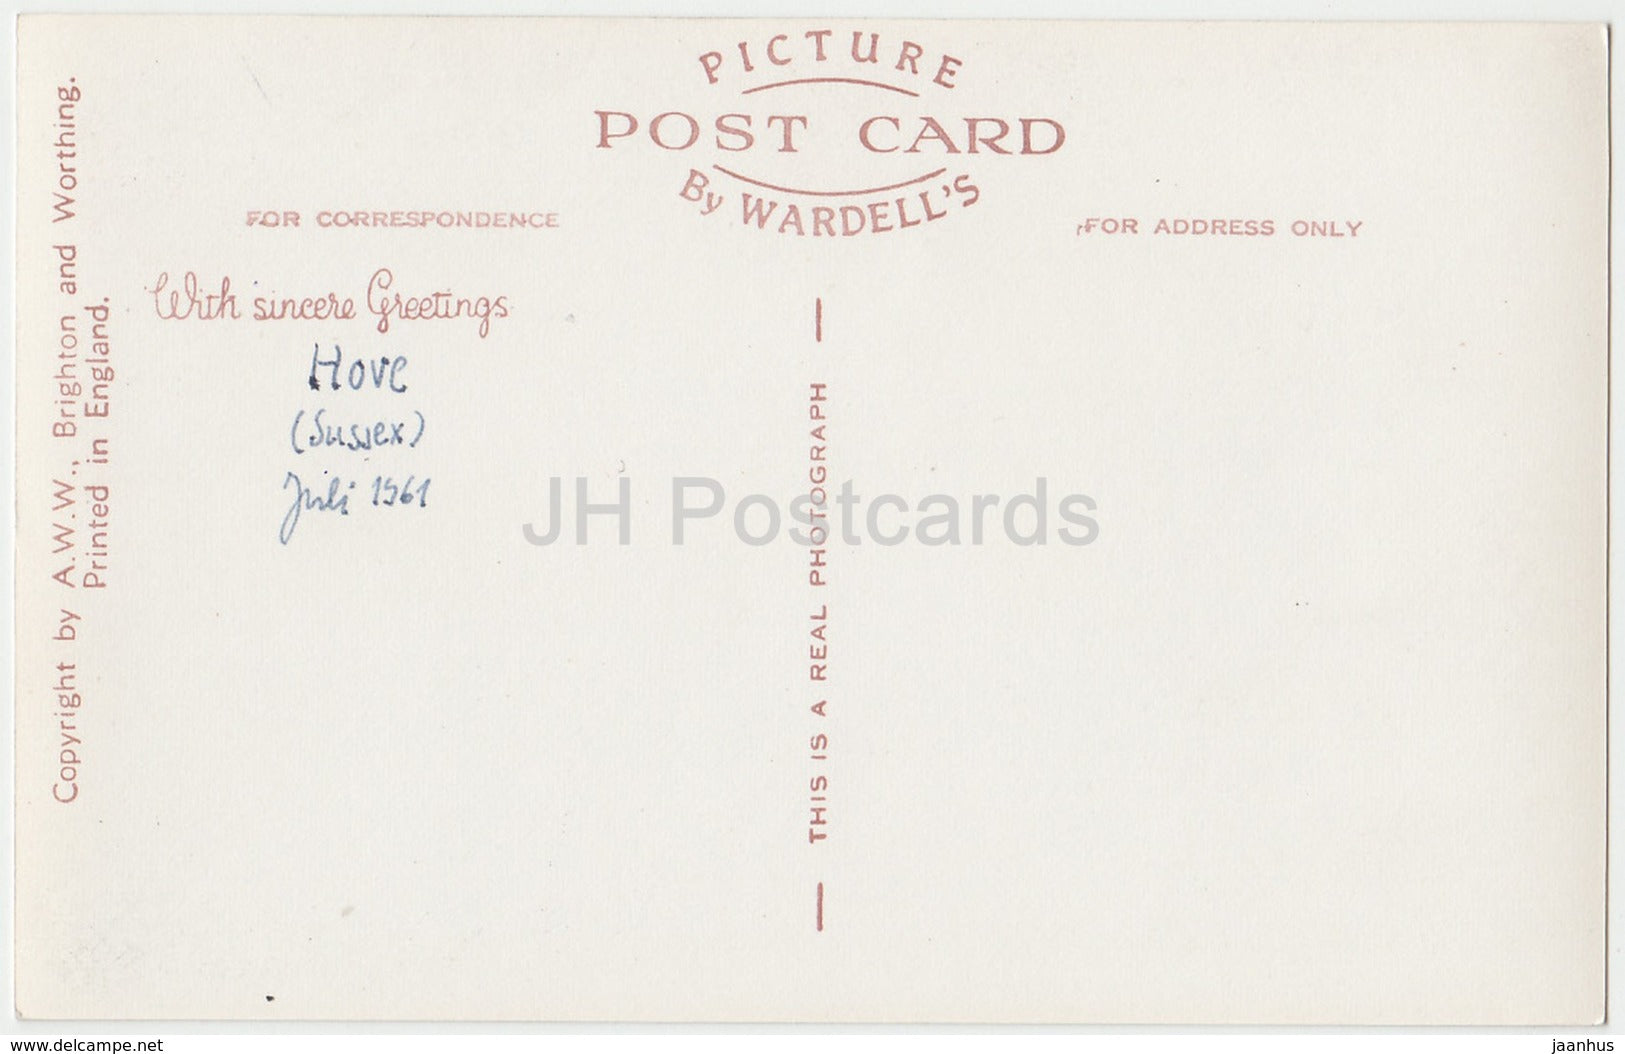 PICTURE
POST CARD
By WARDELL'S
FOR CORRESPONDENCE
FOR ADDRESS ONLY
With sincere Greetings
Hove
(Sussex)
Juli 1961
Copyright by A.W.W., Brighton and Worthing.
Printed in England.
THIS IS A REAL PHOTOGRAPH
JH Postcards
www.delcampe.net
jaanhus